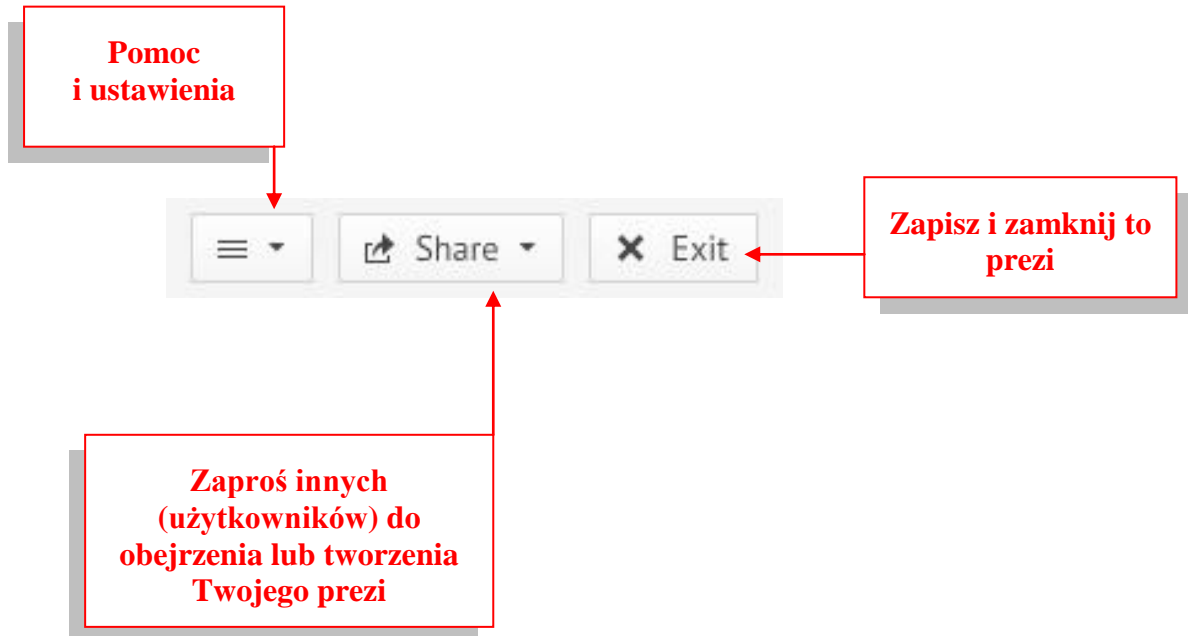 Pomoc
i ustawienia
Share
Exit
Zapisz i zamknij to
prezi
Zaproś innych
(użytkowników) do
obejrzenia lub tworzenia
Twojego prezi